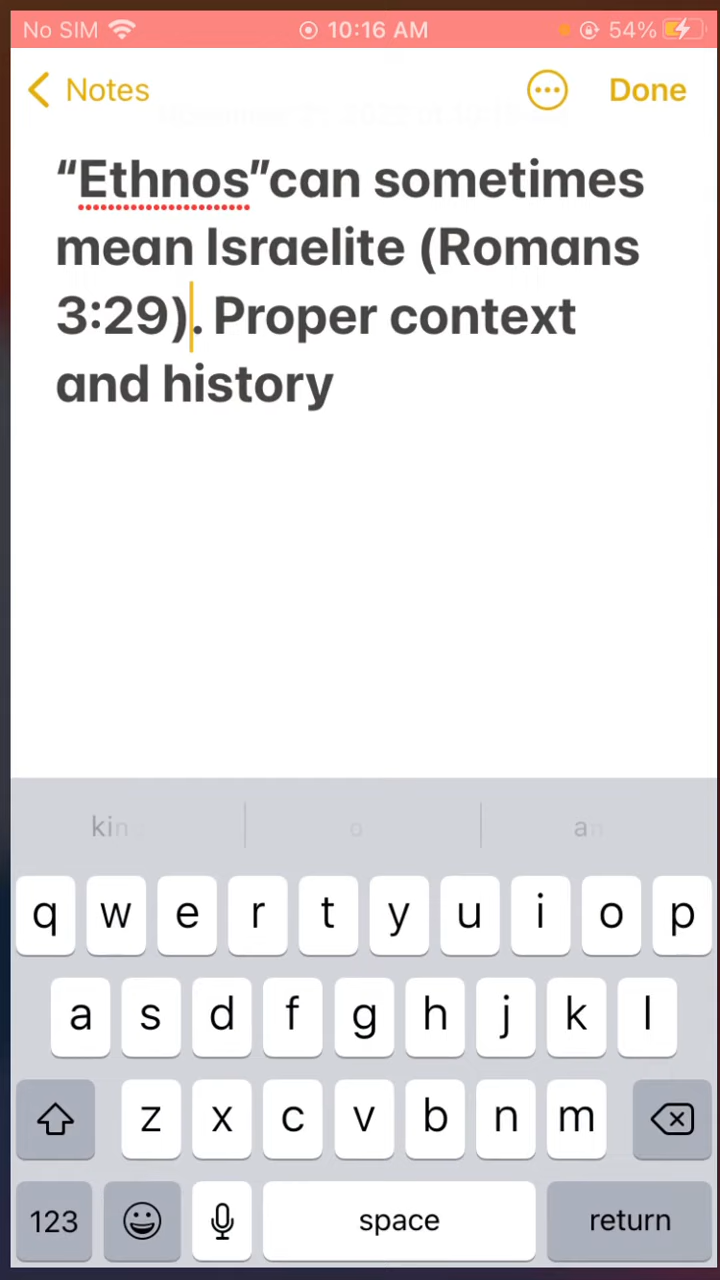 No SIM 10:16 AM 54%
Notes Done
“Ethnos”can sometimes
mean Israelite (Romans
3:29). Proper context
and history
q w e r t y u i o p
a s d f g h j k l
z x c v b n m
123 space return